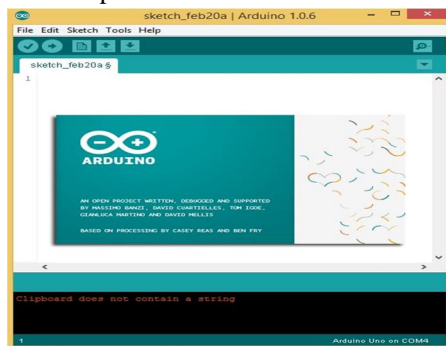 sketch_feb20a | Arduino 1.0.6
File Edit Sketch Tools Help
sketch_feb20a §
1
ARDUINO
AN OPEN PROJECT WRITTEN, DEBUGGED AND SUPPORTED
BY MASSIMO BANZI, DAVID CUARTIELLES, TOM IGOE,
GIANLUCA MARTINO AND DAVID MELLIS
BASED ON PROCESSING BY CASEY REAS AND BEN FRY
Clipboard does not contain a string
1 Arduino Uno on COM4